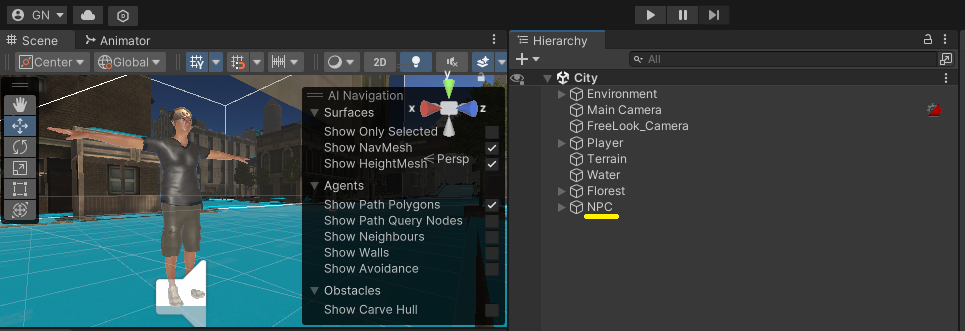 GN
Scene
Animator
Center
Global
2D
AI Navigation
Surfaces
Show Only Selected
Show NavMesh
Show HeightMesh
Agents
Show Path Polygons
Show Path Query Nodes
Show Neighbours
Show Walls
Show Avoidance
Obstacles
Show Carve Hull
y
x
z
Persp
Hierarchy
All
City
Environment
Main Camera
FreeLook_Camera
Player
Terrain
Water
Florest
NPC